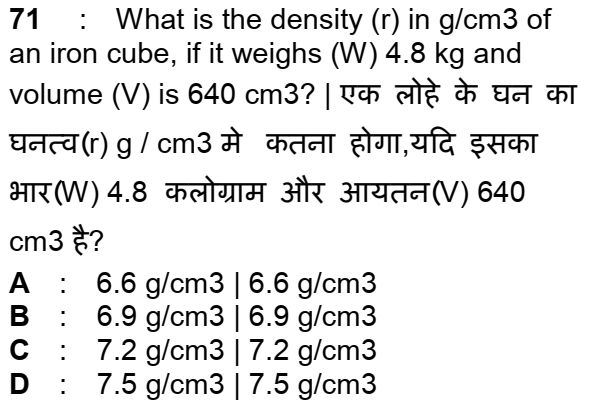 71 : What is the density (r) in g/cm3 of
an iron cube, if it weighs (W) 4.8 kg and
volume (V) is 640 cm3? | एक लोहे के घन का
घनत्व(r) g / cm3 मे कतना होगा,यदि इसका
भार(W) 4.8 कलोग्राम और आयतन(V) 640
cm3 है?
A : 6.6 g/cm3 | 6.6 g/cm3
B : 6.9 g/cm3 | 6.9 g/cm3
C : 7.2 g/cm3 | 7.2 g/cm3
D : 7.5 g/cm3 | 7.5 g/cm3